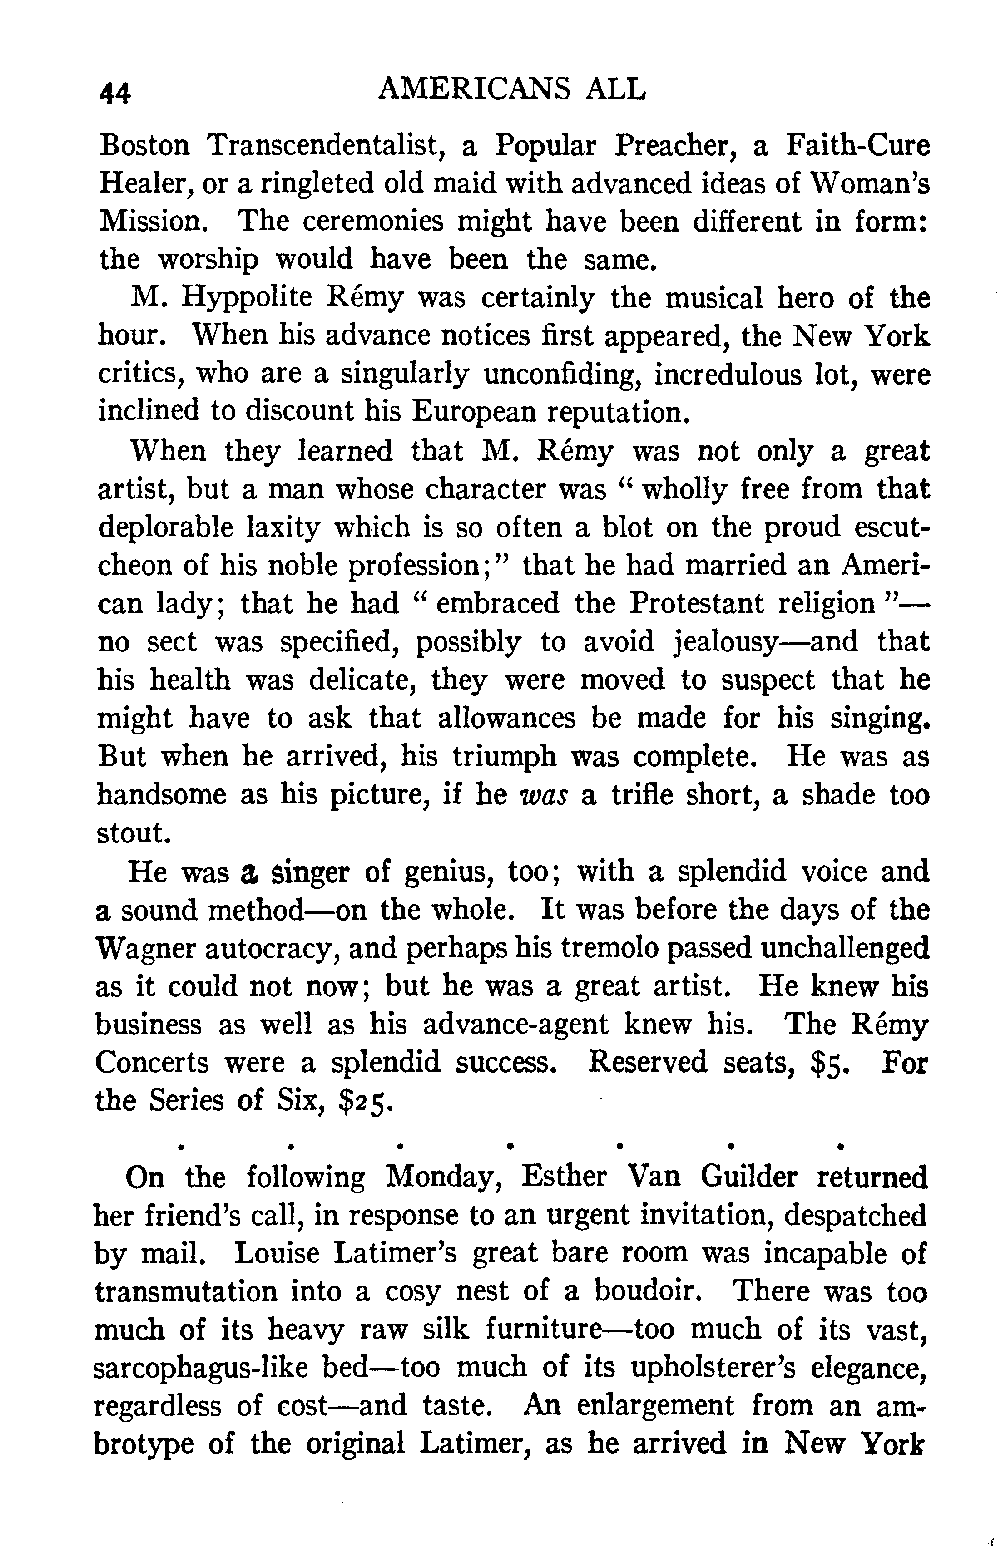 44 AMERICANS ALL
Boston Transcendentalist, a Popular Preacher, a Faith-Cure
Healer, or a ringleted old maid with advanced ideas of Woman's
Mission. The ceremonies might have been different in form:
the worship would have been the same.
M. Hyppolite Rémy was certainly the musical hero of the
hour. When his advance notices first appeared, the New York
critics, who are a singularly unconfiding, incredulous lot, were
inclined to discount his European reputation.
When they learned that M. Rémy was not only a great
artist, but a man whose character was " wholly free from that
deplorable laxity which is so often a blot on the proud escut-
cheon of his noble profession;" that he had married an Ameri-
can lady; that he had " embraced the Protestant religion "—
no sect was specified, possibly to avoid jealousy—and that
his health was delicate, they were moved to suspect that he
might have to ask that allowances be made for his singing.
But when he arrived, his triumph was complete. He was as
handsome as his picture, if he was a trifle short, a shade too
stout.
He was a singer of genius, too; with a splendid voice and
a sound method—on the whole. It was before the days of the
Wagner autocracy, and perhaps his tremolo passed unchallenged
as it could not now; but he was a great artist. He knew his
business as well as his advance-agent knew his. The Rémy
Concerts were a splendid success. Reserved seats, $5. For
the Series of Six, $25.
. . . . . . .
On the following Monday, Esther Van Guilder returned
her friend's call, in response to an urgent invitation, despatched
by mail. Louise Latimer's great bare room was incapable of
transmutation into a cosy nest of a boudoir. There was too
much of its heavy raw silk furniture—too much of its vast,
sarcophagus-like bed—too much of its upholsterer's elegance,
regardless of cost—and taste. An enlargement from an am-
brotype of the original Latimer, as he arrived in New York